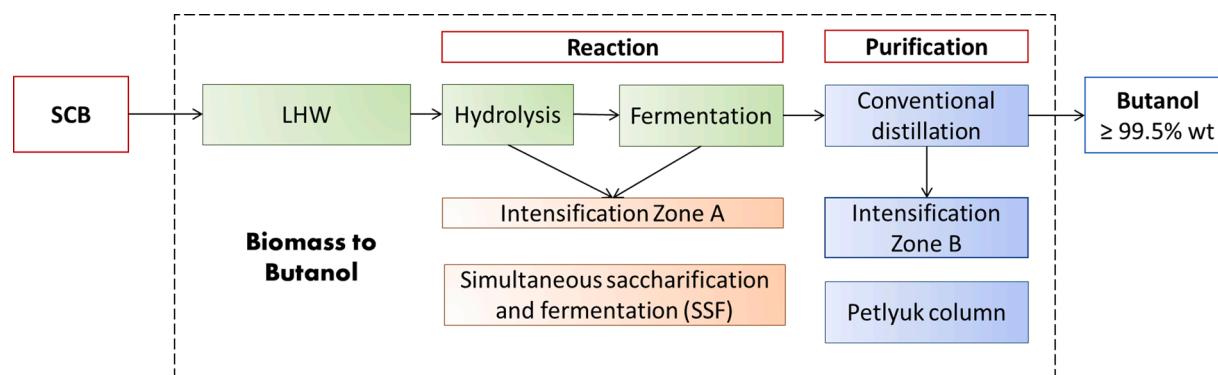 Reaction
Purification
SCB
LHW
Hydrolysis
Fermentation
Conventional
distillation
Butanol
≥ 99.5% wt
Intensification Zone A
Intensification
Zone B
Biomass to
Butanol
Simultaneous saccharification
and fermentation (SSF)
Petlyuk column